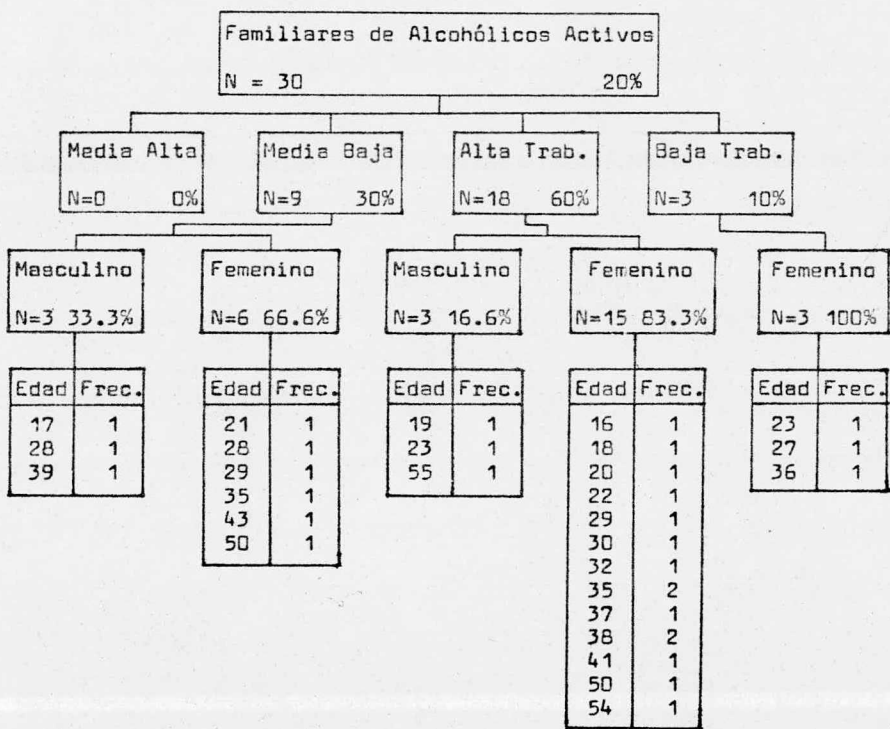 Familiares de Alcohólicos Activos
N = 30 20%
Media Alta
N=0 0%
Media Baja
N=9 30%
Alta Trab.
N=18 60%
Baja Trab.
N=3 10%
Masculino
N=3 33.3%
Femenino
N=6 66.6%
Masculino
N=3 16.6%
Femenino
N=15 83.3%
Femenino
N=3 100%
Edad Frec.
17 1
28 1
39 1
Edad Frec.
21 1
28 1
29 1
35 1
43 1
50 1
Edad Frec.
19 1
23 1
55 1
Edad Frec.
16 1
18 1
20 1
22 1
29 1
30 1
32 1
35 2
37 1
38 2
41 1
50 1
54 1
Edad Frec.
23 1
27 1
36 1